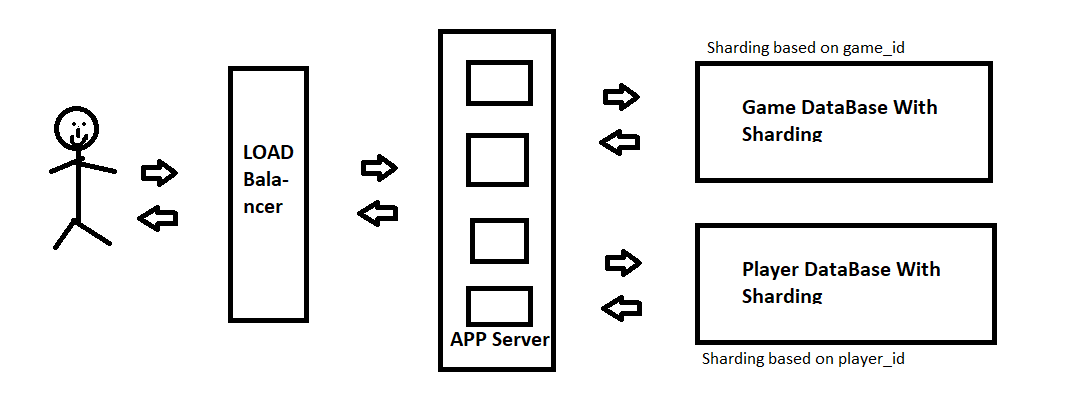 Sharding based on game_id
Game DataBase With
Sharding
LOAD
Bala-
ncer
APP Server
Player DataBase With
Sharding
Sharding based on player_id